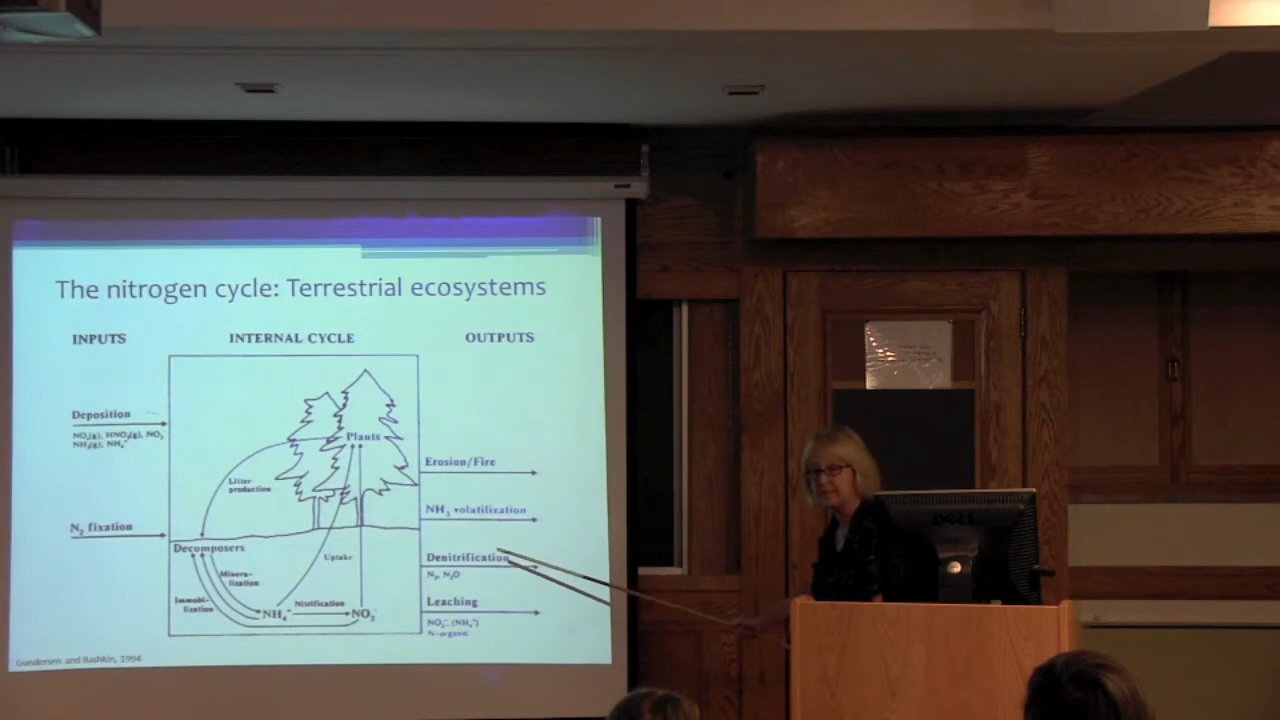 The nitrogen cycle: Terrestrial ecosystems
INPUTS
INTERNAL CYCLE
OUTPUTS
Deposition
NO₂(g), HNO₃(g), NO₃⁻
NH₃(g), NH₄⁺
N₂ fixation
Plants
Litter
production
Decomposers
Minera-
lization
Immobi-
lization
Uptake
Nitrification
NH₄⁺
NO₃⁻
Erosion/Fire
NH₃ volatilization
Denitrification
N₂, N₂O
Leaching
NO₃⁻, (NH₄⁺)
N-organic
Gundersen and Bashkin, 1994
DELL